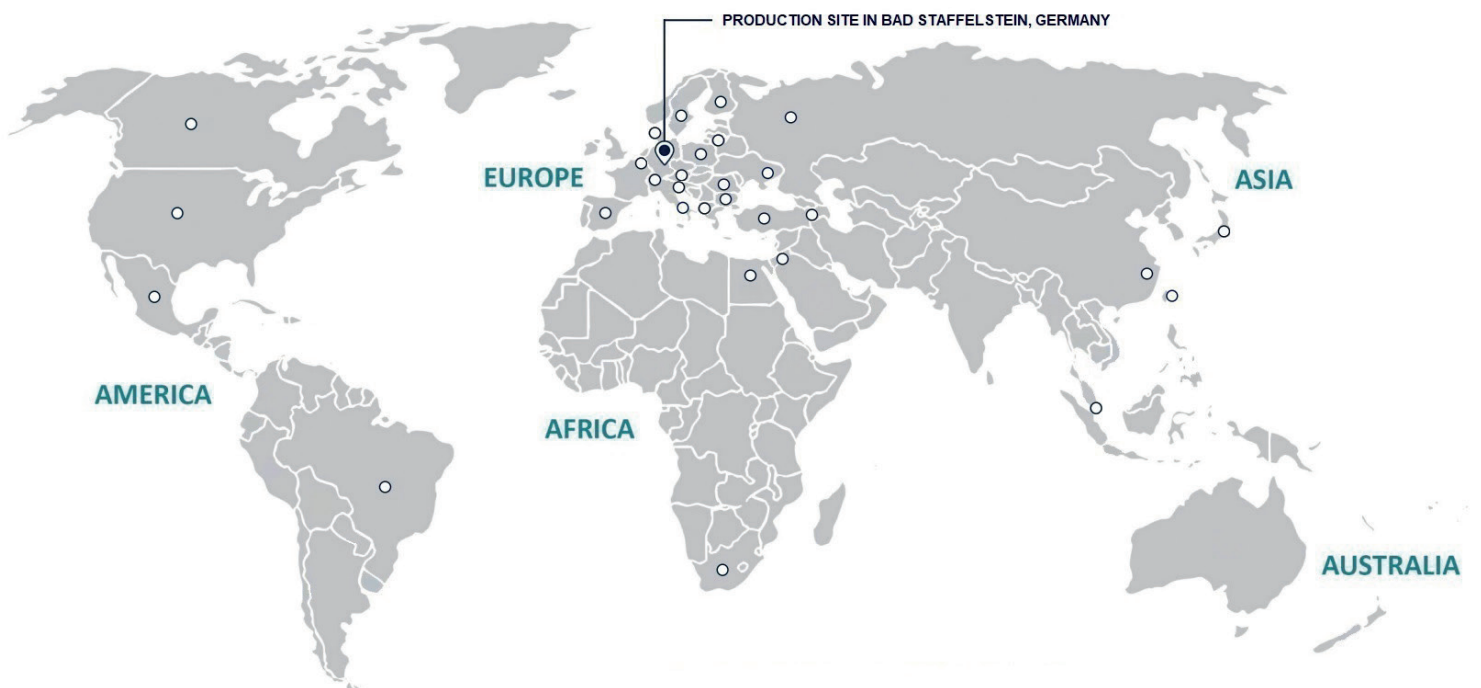 PRODUCTION SITE IN BAD STAFFELSTEIN, GERMANY
EUROPE
ASIA
AMERICA
AFRICA
AUSTRALIA